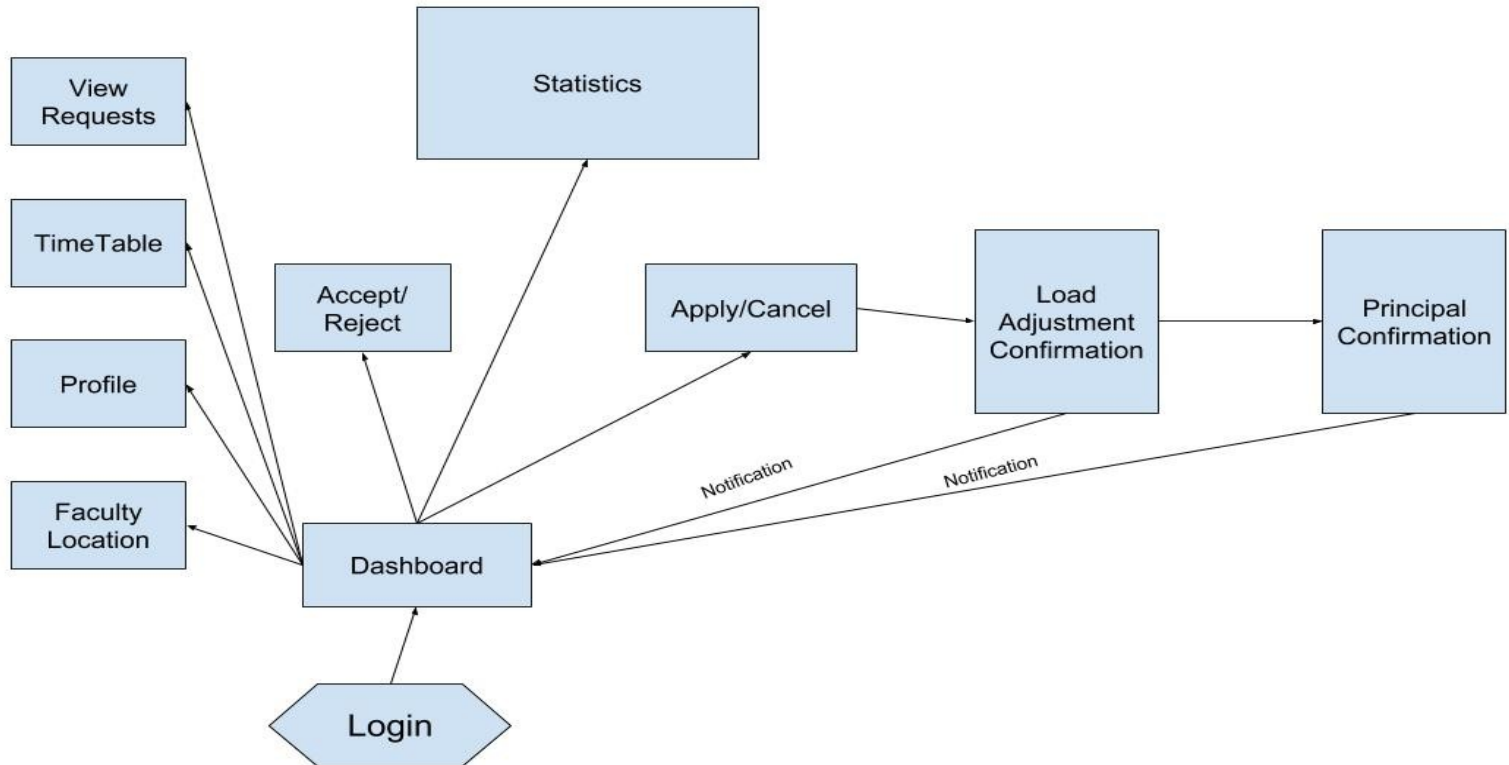 View
Requests
Statistics
TimeTable
Accept/
Reject
Apply/Cancel
Load
Adjustment
Confirmation
Principal
Confirmation
Profile
Notification
Notification
Faculty
Location
Dashboard
Login